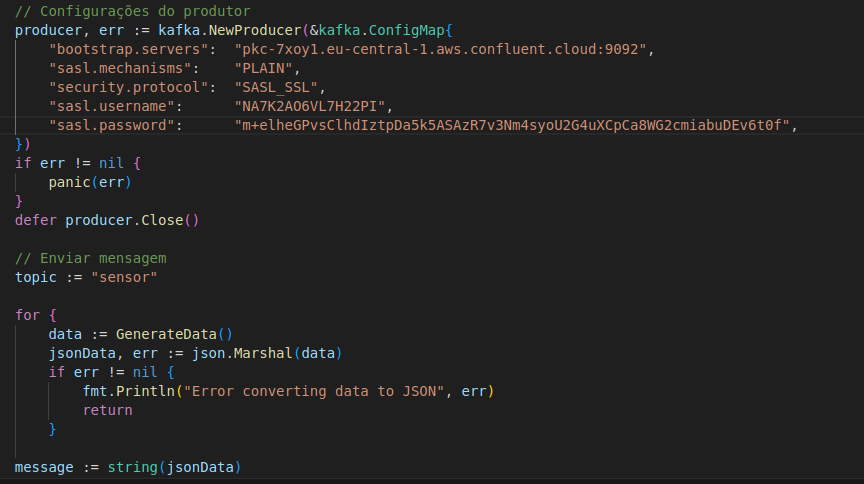 // Configurações do produtor
producer, err := kafka.NewProducer(&kafka.ConfigMap{
"bootstrap.servers": "pkc-7xoy1.eu-central-1.aws.confluent.cloud:9092",
"sasl.mechanisms": "PLAIN",
"security.protocol": "SASL_SSL",
"sasl.username": "NA7K2AO6VL7H22PI",
"sasl.password": "m+elheGPvsClhdIztpDa5k5ASAzR7v3Nm4syoU2G4uXCpCa8WG2cmiabuDEv6t0f",
})
if err != nil {
panic(err)
}
defer producer.Close()
// Enviar mensagem
topic := "sensor"
for {
data := GenerateData()
jsonData, err := json.Marshal(data)
if err != nil {
fmt.Println("Error converting data to JSON", err)
return
}
message := string(jsonData)